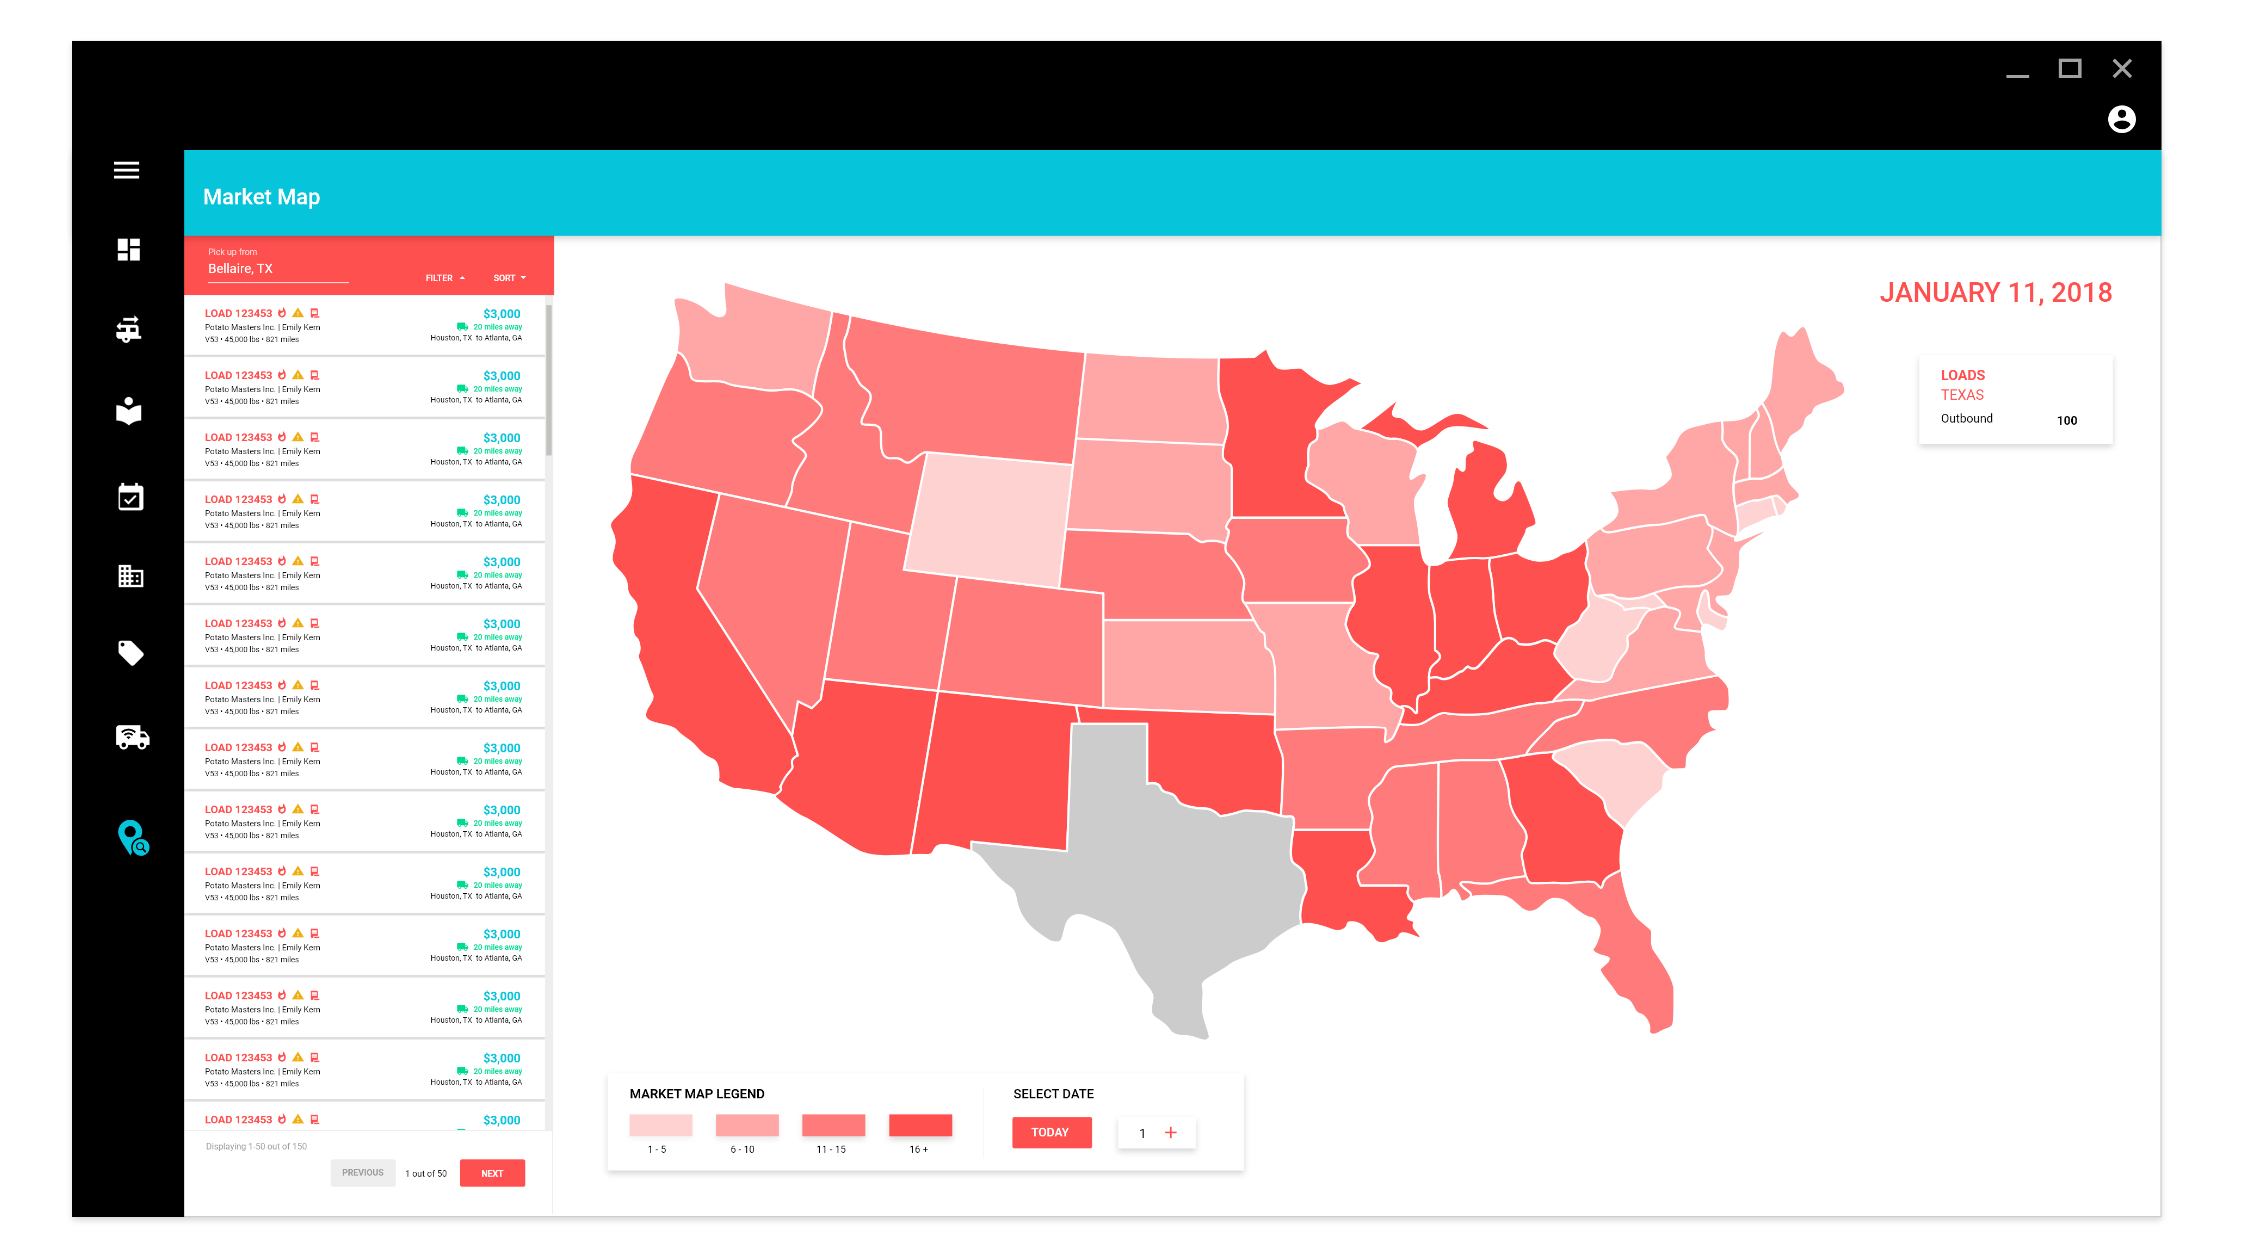 Market Map
Pick up from
Bellaire, TX
FILTER
SORT
LOAD 123453 $3,000
Potato Masters Inc. | Emily Kern 20 miles away
V53 • 45,000 lbs • 821 miles Houston, TX to Atlanta, GA
LOAD 123453 $3,000
Potato Masters Inc. | Emily Kern 20 miles away
V53 • 45,000 lbs • 821 miles Houston, TX to Atlanta, GA
LOAD 123453 $3,000
Potato Masters Inc. | Emily Kern 20 miles away
V53 • 45,000 lbs • 821 miles Houston, TX to Atlanta, GA
LOAD 123453 $3,000
Potato Masters Inc. | Emily Kern 20 miles away
V53 • 45,000 lbs • 821 miles Houston, TX to Atlanta, GA
LOAD 123453 $3,000
Potato Masters Inc. | Emily Kern 20 miles away
V53 • 45,000 lbs • 821 miles Houston, TX to Atlanta, GA
LOAD 123453 $3,000
Potato Masters Inc. | Emily Kern 20 miles away
V53 • 45,000 lbs • 821 miles Houston, TX to Atlanta, GA
LOAD 123453 $3,000
Potato Masters Inc. | Emily Kern 20 miles away
V53 • 45,000 lbs • 821 miles Houston, TX to Atlanta, GA
LOAD 123453 $3,000
Potato Masters Inc. | Emily Kern 20 miles away
V53 • 45,000 lbs • 821 miles Houston, TX to Atlanta, GA
LOAD 123453 $3,000
Potato Masters Inc. | Emily Kern 20 miles away
V53 • 45,000 lbs • 821 miles Houston, TX to Atlanta, GA
LOAD 123453 $3,000
Potato Masters Inc. | Emily Kern 20 miles away
V53 • 45,000 lbs • 821 miles Houston, TX to Atlanta, GA
LOAD 123453 $3,000
Potato Masters Inc. | Emily Kern 20 miles away
V53 • 45,000 lbs • 821 miles Houston, TX to Atlanta, GA
LOAD 123453 $3,000
Potato Masters Inc. | Emily Kern 20 miles away
V53 • 45,000 lbs • 821 miles Houston, TX to Atlanta, GA
LOAD 123453 $3,000
Potato Masters Inc. | Emily Kern 20 miles away
V53 • 45,000 lbs • 821 miles Houston, TX to Atlanta, GA
LOAD 123453 $3,000
Displaying 1-50 out of 150
PREVIOUS 1 out of 50 NEXT
JANUARY 11, 2018
LOADS
TEXAS
Outbound 100
MARKET MAP LEGEND
1 - 5 6 - 10 11 - 15 16 +
SELECT DATE
TODAY 1 +